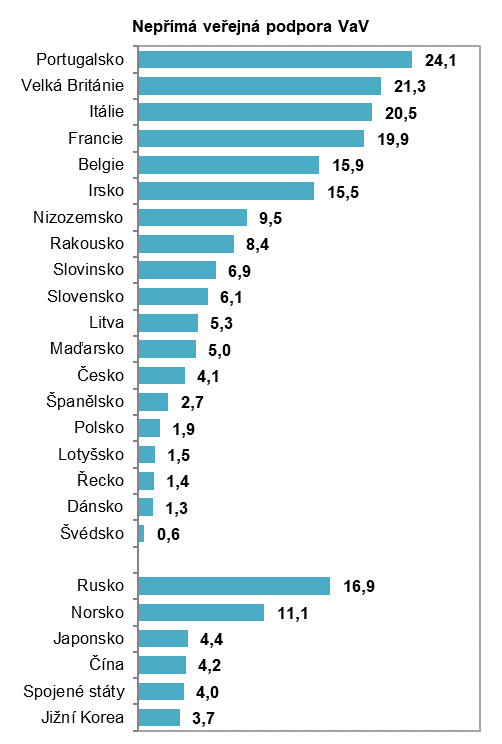 Nepřímá veřejná podpora VaV
Portugalsko 24,1
Velká Británie 21,3
Itálie 20,5
Francie 19,9
Belgie 15,9
Irsko 15,5
Nizozemsko 9,5
Rakousko 8,4
Slovinsko 6,9
Slovensko 6,1
Litva 5,3
Maďarsko 5,0
Česko 4,1
Španělsko 2,7
Polsko 1,9
Lotyšsko 1,5
Řecko 1,4
Dánsko 1,3
Švédsko 0,6
Rusko 16,9
Norsko 11,1
Japonsko 4,4
Čína 4,2
Spojené státy 4,0
Jižní Korea 3,7